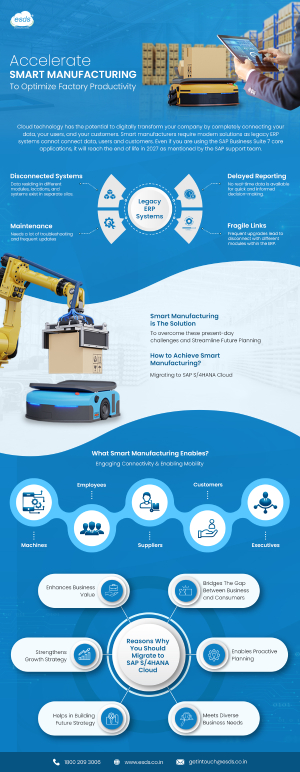 esds
Accelerate
SMART MANUFACTURING
To Optimize Factory Productivity
Cloud technology has the potential to digitally transform your company by completely connecting your
data, your users, and your customers. Smart manufacturers require modern solutions as legacy ERP
systems cannot connect data, users and customers. Even if you are using the SAP Business Suite 7 core
applications, it will reach the end of life in 2027 as mentioned by the SAP support team.
Disconnected Systems
Data residing in different
modules, locations, and
systems exist in separate silos.
Delayed Reporting
No real-time data is available
for quick and informed
decision making.
Legacy
ERP
Systems
Maintenance
Needs a lot of troubleshooting
and frequent updates
Fragile Links
Frequent upgrades lead to
disconnect with different
modules within the ERP.
Smart Manufacturing
is The Solution
To overcome these present-day
challenges and Streamline Future Planning
How to Achieve Smart
Manufacturing?
Migrating to SAP S/4HANA Cloud
What Smart Manufacturing Enables?
Engaging Connectivity & Enabling Mobility
Employees
Customers
Machines
Suppliers
Executives
Enhances Business
Value
Bridges The Gap
Between Business
and Consumers
Reasons Why
You Should
Migrate to
SAP S/4HANA
Cloud
Strengthens
Growth Strategy
Enables Proactive
Planning
Helps in Building
Future Strategy
Meets Diverse
Business Needs
1800 209 3006
www.esds.co.in
getintouch@esds.co.in